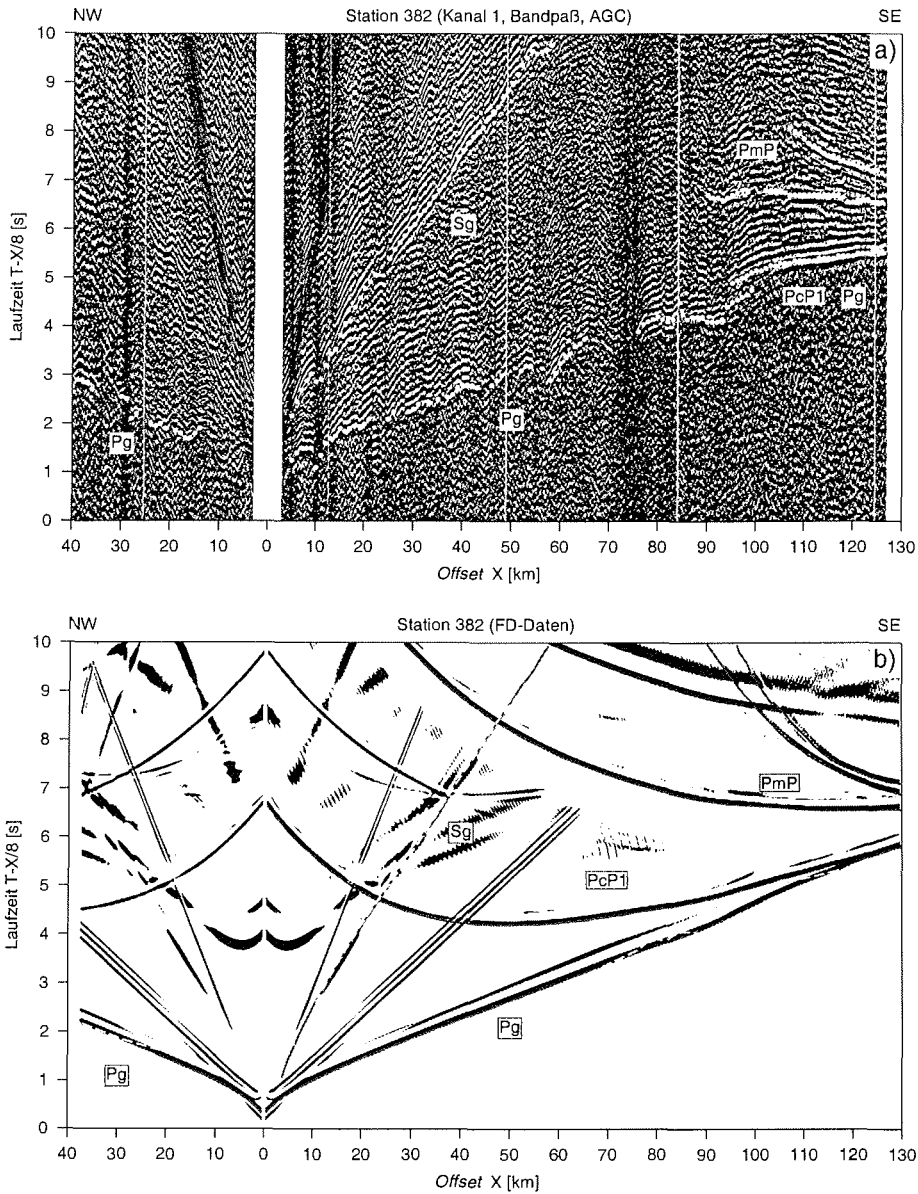 NW Station 382 (Kanal 1, Bandpaß, AGC) SE
a)
10
9
8
7
6
5
4
3
2
1
0
Laufzeit T-X/8 [s]
PmP
Sg
PcP1 Pg
Pg
Pg
40 30 20 10 0 10 20 30 40 50 60 70 80 90 100 110 120 130
Offset X [km]
NW Station 382 (FD-Daten) SE
b)
10
9
8
7
6
5
4
3
2
1
0
Laufzeit T-X/8 [s]
PmP
Sg
PcP1
Pg
Pg
40 30 20 10 0 10 20 30 40 50 60 70 80 90 100 110 120 130
Offset X [km]